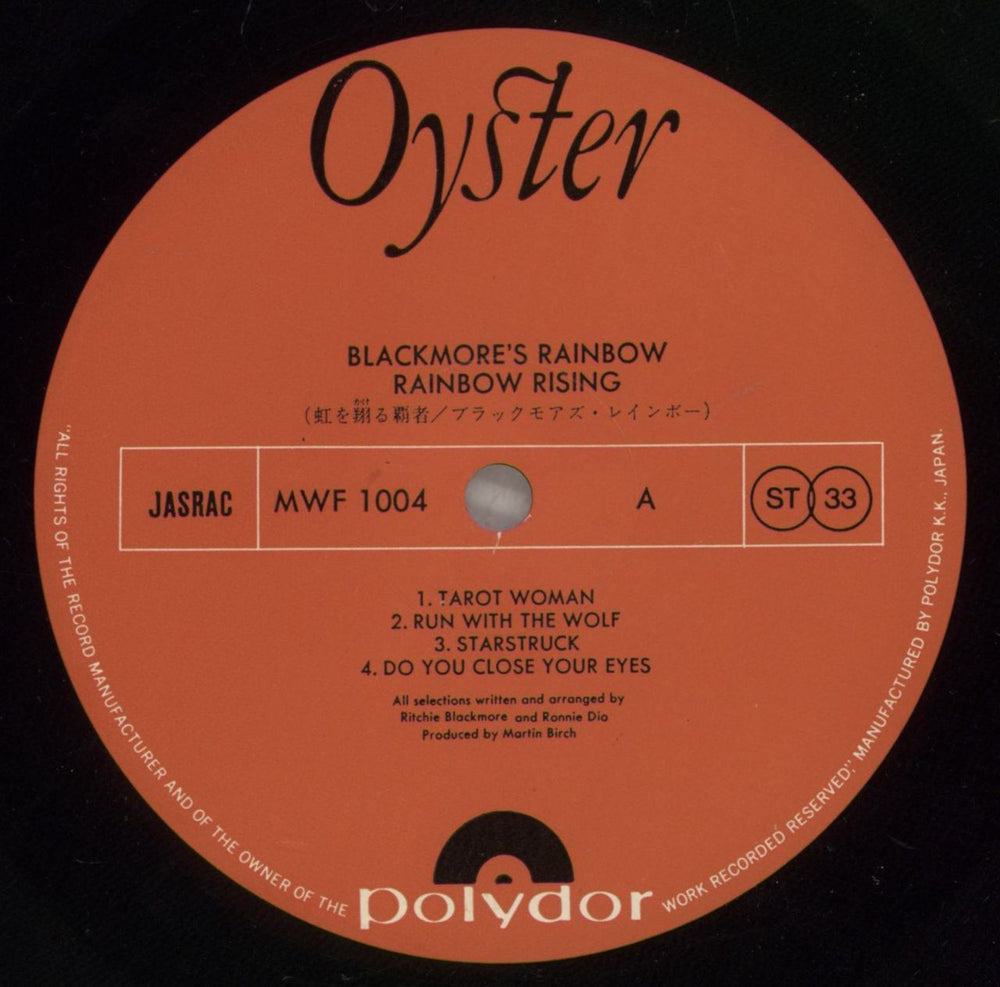 Oyster
BLACKMORE'S RAINBOW
RAINBOW RISING
かけ
(虹を翔る覇者/ブラックモアズ・レインボー)
JASRAC
MWF 1004
A
ST 33
1. TAROT WOMAN
2. RUN WITH THE WOLF
3. STARSTRUCK
4. DO YOU CLOSE YOUR EYES
All selections written and arranged by
Ritchie Blackmore and Ronnie Dio
Produced by Martin Birch
polydor
"ALL RIGHTS OF THE RECORD MANUFACTURER AND OF THE OWNER OF THE WORK RECORDED RESERVED." MANUFACTURED BY POLYDOR K.K., JAPAN.